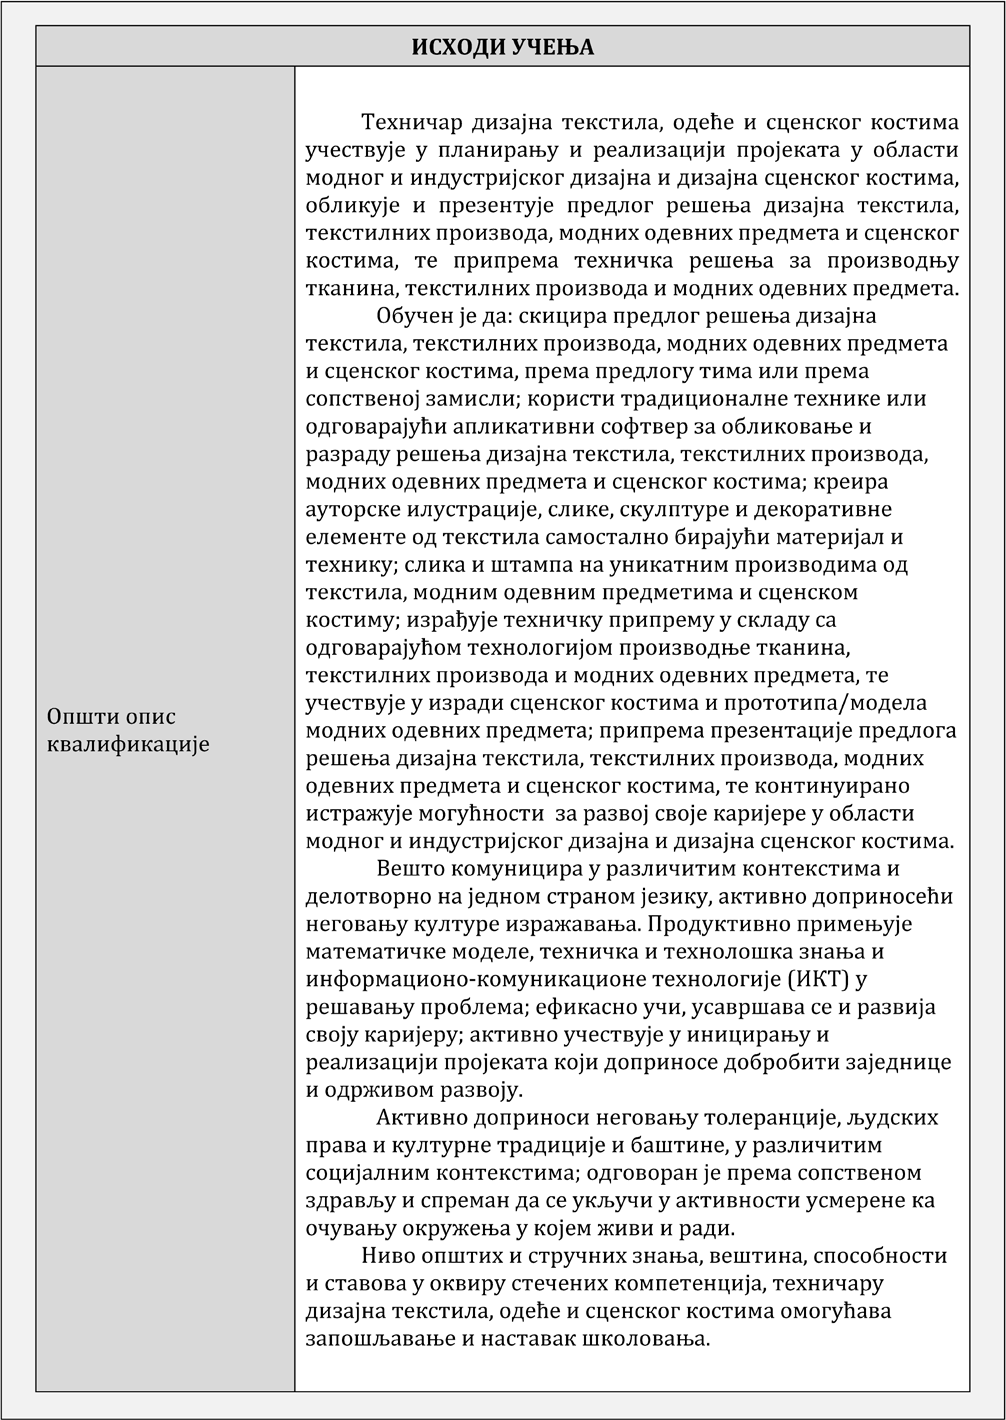 ИСХОДИ УЧЕЊА
Општи опис
квалификације
Техничар дизајна текстила, одеће и сценског костима
учествује у планирању и реализацији пројеката у области
модног и индустријског дизајна и дизајна сценског костима,
обликује и презентује предлог решења дизајна текстила,
текстилних производа, модних одевних предмета и сценског
костима, те припрема техничка решења за производњу
тканина, текстилних производа и модних одевних предмета.
Обучен је да: скицира предлог решења дизајна
текстила, текстилних производа, модних одевних предмета
и сценског костима, према предлогу тима или према
сопственој замисли; користи традиционалне технике или
одговарајући апликативни софтвер за обликовање и
разраду решења дизајна текстила, текстилних производа,
модних одевних предмета и сценског костима; креира
ауторске илустрације, слике, скулптуре и декоративне
елементе од текстила самостално бирајући материјал и
технику; слика и штампа на уникатним производима од
текстила, модним одевним предметима и сценском
костиму; израђује техничку припрему у складу са
одговарајућом технологијом производње тканина,
текстилних производа и модних одевних предмета, те
учествује у изради сценског костима и прототипа/модела
модних одевних предмета; припрема презентације предлога
решења дизајна текстила, текстилних производа, модних
одевних предмета и сценског костима, те континуирано
истражује могућности  за развој своје каријере у области
модног и индустријског дизајна и дизајна сценског костима.
Вешто комуницира у различитим контекстима и
делотворно на једном страном језику, активно доприносећи
неговању културе изражавања. Продуктивно примењује
математичке моделе, техничка и технолошка знања и
информационо-комуникационе технологије (ИКТ) у
решавању проблема; ефикасно учи, усавршава се и развија
своју каријеру; активно учествује у иницирању и
реализацији пројеката који доприносе добробити заједнице
и одрживом развоју.
Активно доприноси неговању толеранције, људских
права и културне традиције и баштине, у различитим
социјалним контекстима; одговоран је према сопственом
здрављу и спреман да се укључи у активности усмерене ка
очувању окружења у којем живи и ради.
Ниво општих и стручних знања, вештина, способности
и ставова у оквиру стечених компетенција, техничару
дизајна текстила, одеће и сценског костима омогућава
запошљавање и наставак школовања.